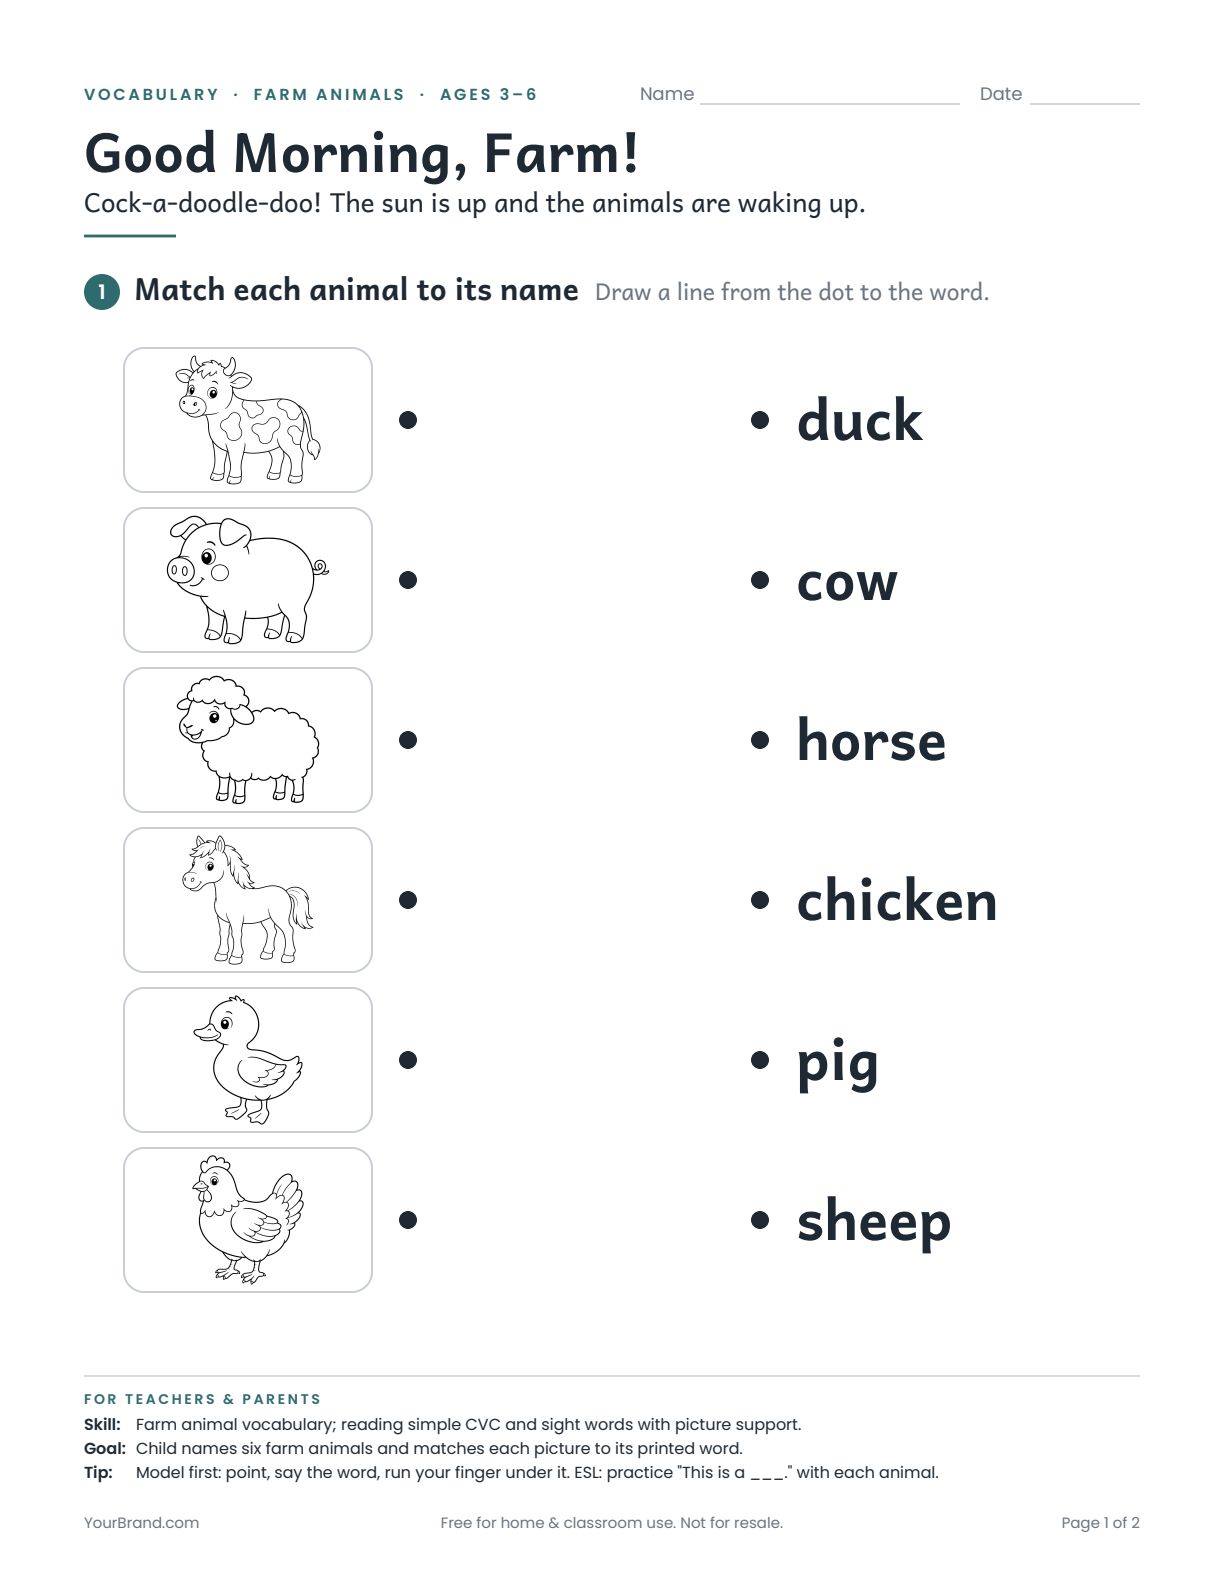 VOCABULARY · FARM ANIMALS · AGES 3–6 Name Date
Good Morning, Farm!
Cock-a-doodle-doo! The sun is up and the animals are waking up.
1 Match each animal to its name Draw a line from the dot to the word.
duck
cow
horse
chicken
pig
sheep
FOR TEACHERS & PARENTS
Skill: Farm animal vocabulary; reading simple CVC and sight words with picture support.
Goal: Child names six farm animals and matches each picture to its printed word.
Tip: Model first: point, say the word, run your finger under it. ESL: practice "This is a ___." with each animal.
YourBrand.com Free for home & classroom use. Not for resale. Page 1 of 2